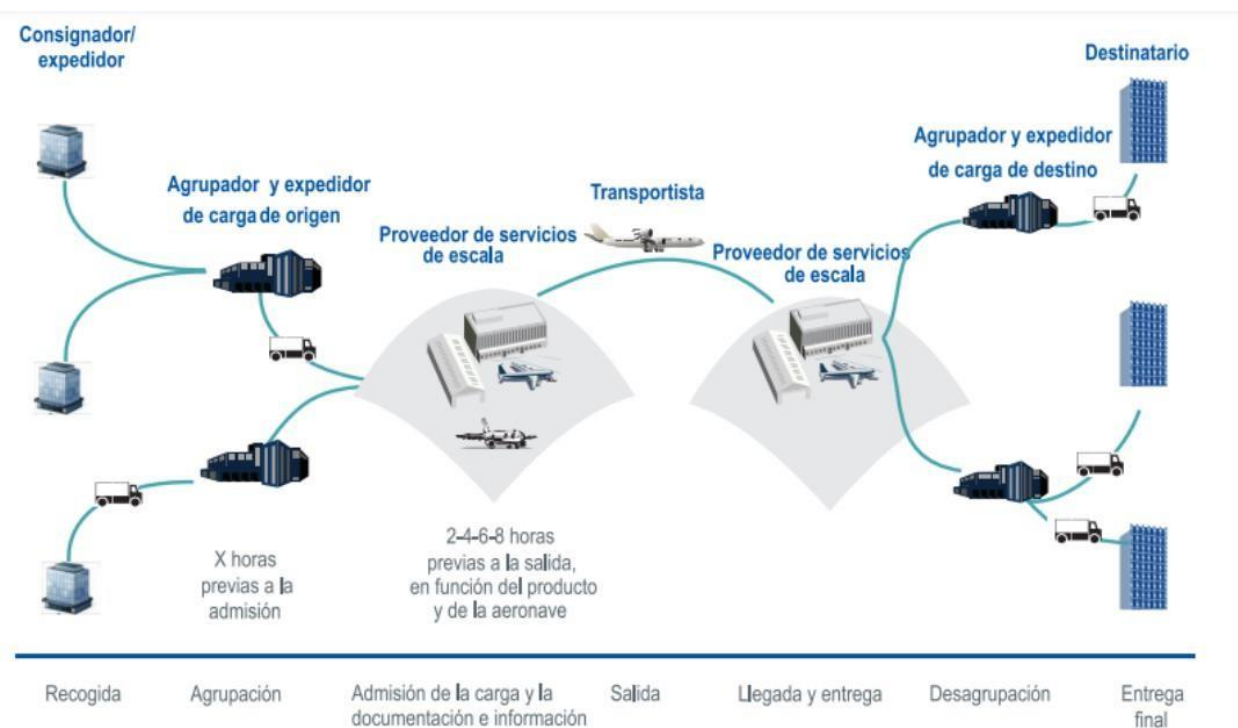 Consignador/
expedidor
Destinatario
Agrupador y expedidor
de carga de destino
Agrupador y expedidor
de carga de origen
Transportista
Proveedor de servicios
de escala
Proveedor de servicios
de escala
X horas
previas a la
admisión
2-4-6-8 horas
previas a la salida,
en función del producto
y de la aeronave
Recogida
Agrupación
Admisión de la carga y la
documentación e información
Salida
Llegada y entrega
Desagrupación
Entrega
final